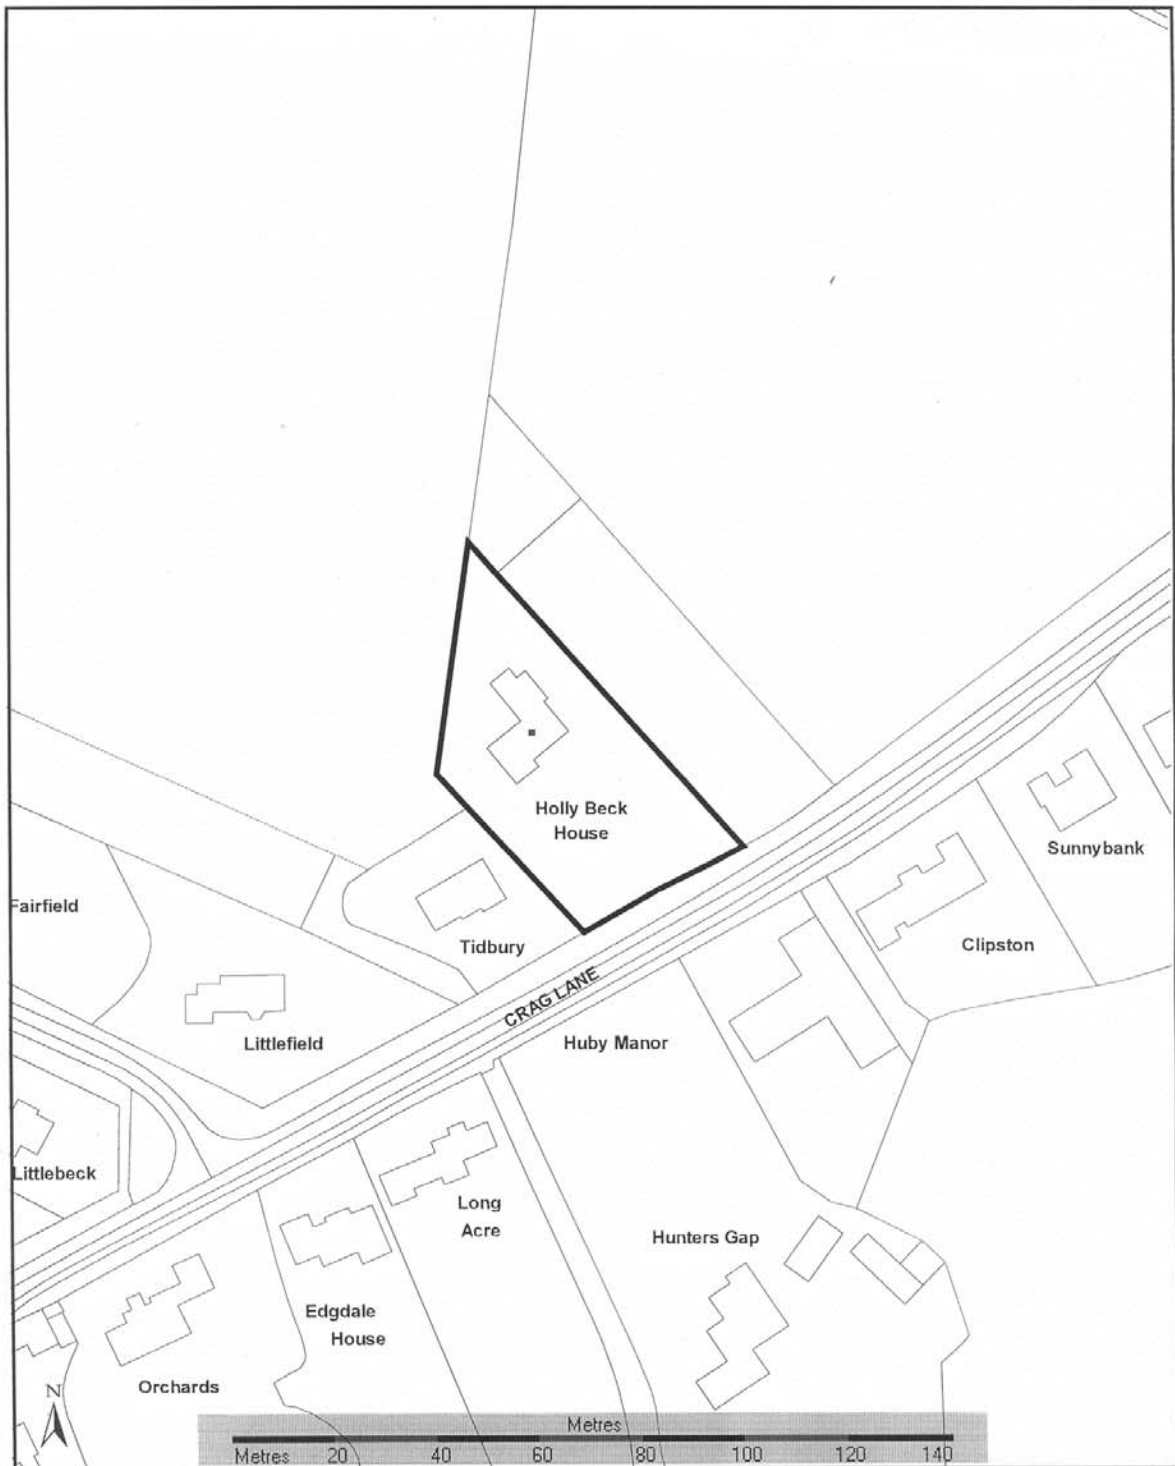 Holly Beck
House
Sunnybank
Fairfield
Tidbury
Clipston
CRAG LANE
Littlefield
Huby Manor
Littlebeck
Long
Acre
Hunters Gap
Edgdale
House
Orchards
N
Metres
Metres 20 40 60 80 100 120 140